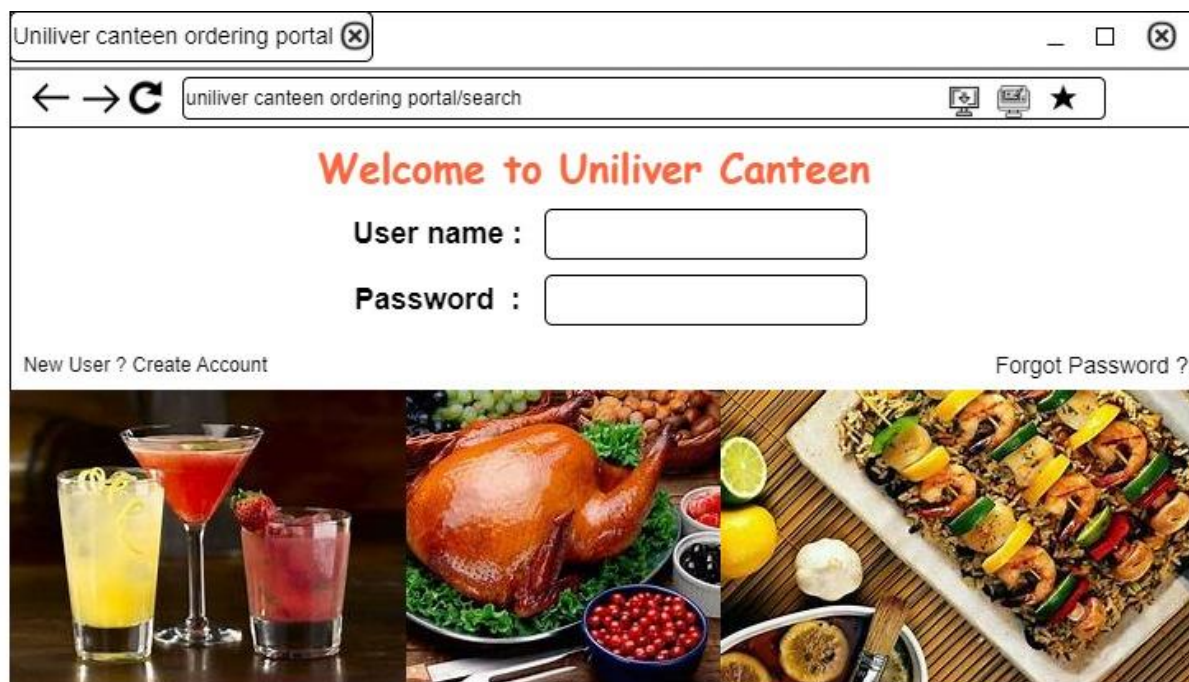 Uniliver canteen ordering portal
uniliver canteen ordering portal/search
Welcome to Uniliver Canteen
User name :
Password :
New User ? Create Account
Forgot Password ?